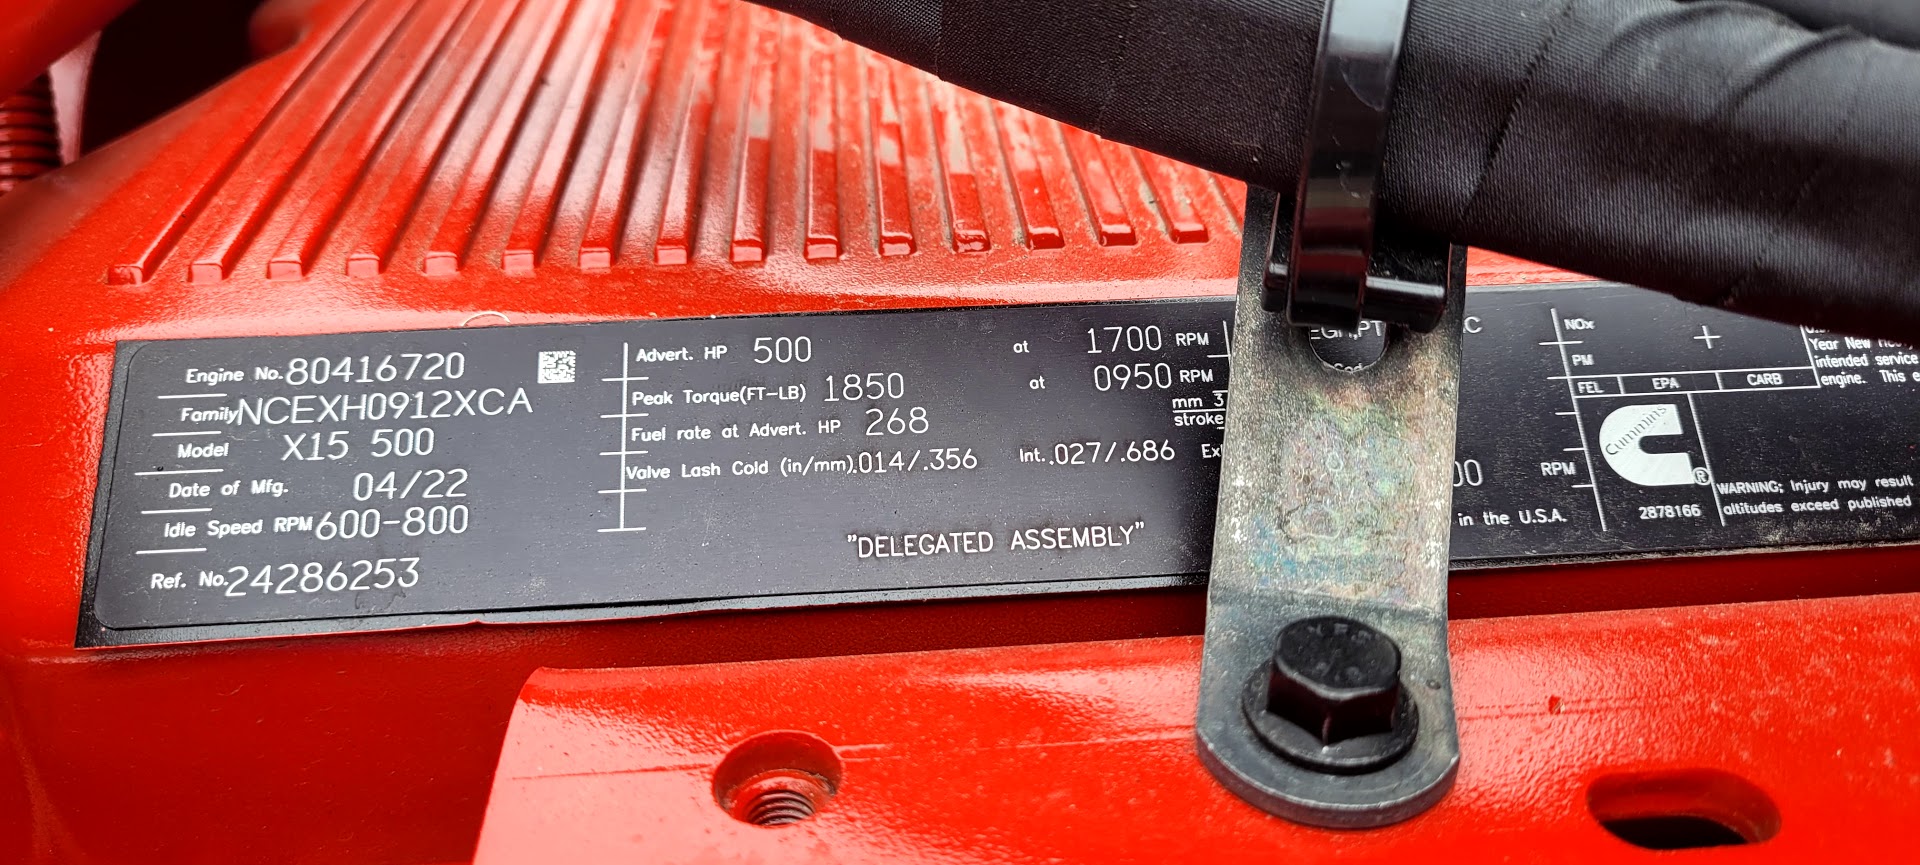 Engine No. 80416720
Family NCEXH0912XCA
Model X15 500
Date of Mfg. 04/22
Idle Speed RPM 600-800
Ref. No. 24286253
Advert. HP 500 at 1700 RPM
Peak Torque(FT-LB) 1850 at 0950 RPM
Fuel rate at Advert. HP 268 mm 3
stroke
Valve Lash Cold (in/mm) .014/.356 Int. .027/.686
"DELEGATED ASSEMBLY"
RPM
in the U.S.A.
NOx
PM
FEL EPA CARB
Cummins
®
2878166
Year New
intended service
engine. This
WARNING; Injury may result
altitudes exceed published